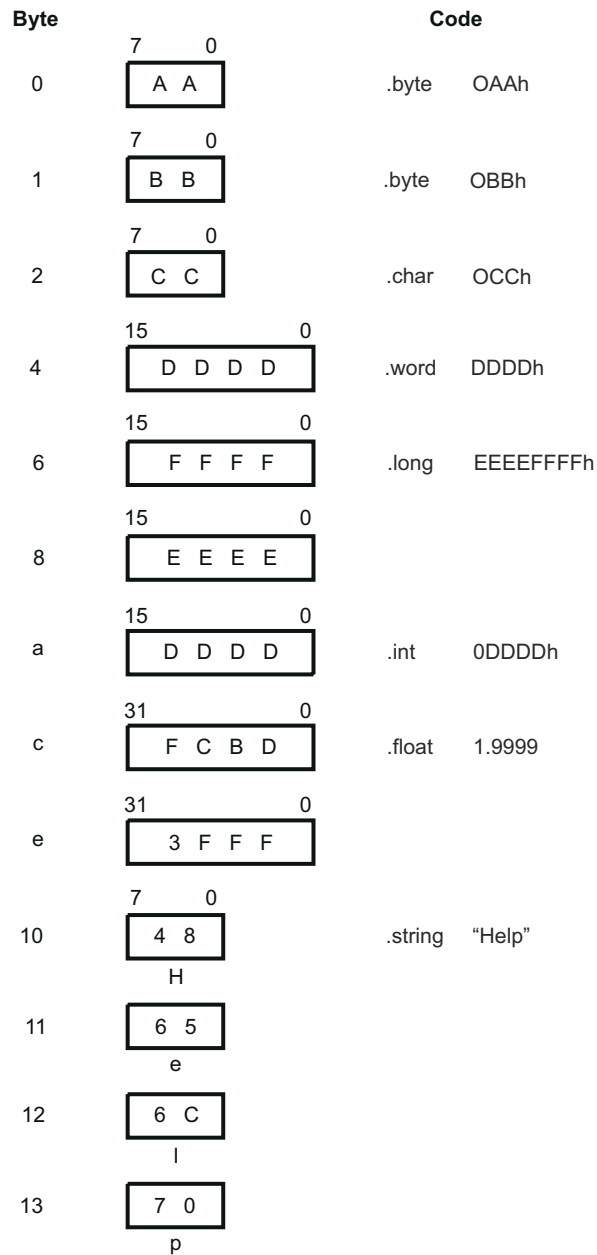 Byte Code
7 0
0 A A .byte OAAh
7 0
1 B B .byte OBBh
7 0
2 C C .char OCCh
15 0
4 D D D D .word DDDDh
15 0
6 F F F F .long EEEEFFFFh
15 0
8 E E E E
15 0
a D D D D .int 0DDDDh
31 0
c F C B D .float 1.9999
31 0
e 3 F F F
7 0
10 4 8 .string “Help”
H
11 6 5
e
12 6 C
l
13 7 0
p